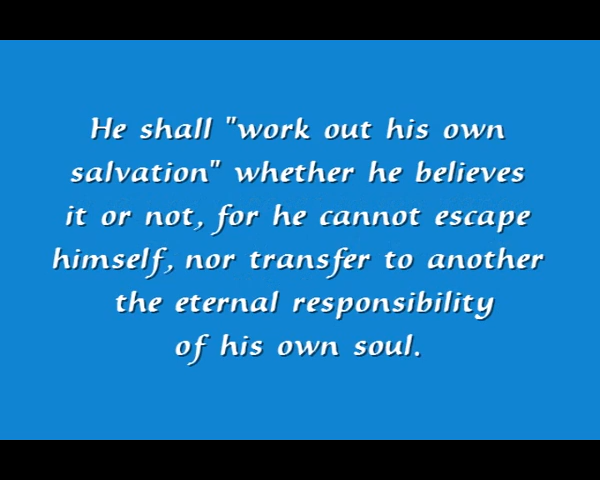 He shall "work out his own
salvation" whether he believes
it or not, for he cannot escape
himself, nor transfer to another
the eternal responsibility
of his own soul.